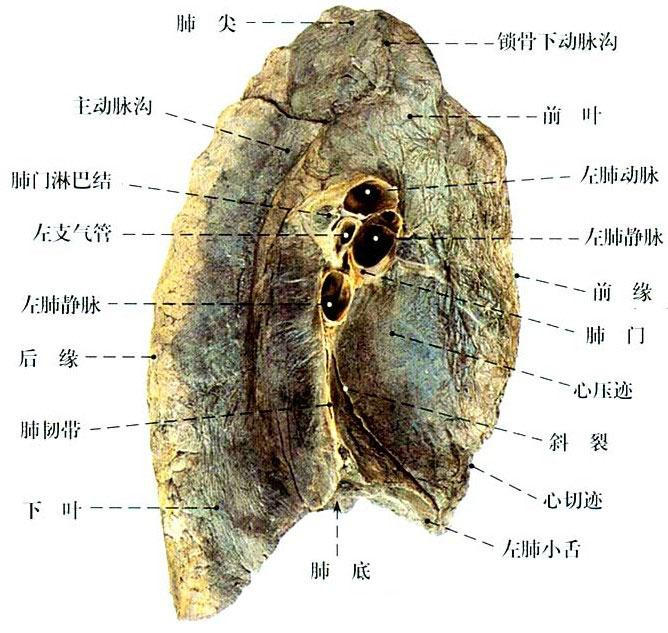 肺 尖
锁骨下动脉沟
主动脉沟
前 叶
肺门淋巴结
左肺动脉
左支气管
左肺静脉
左肺静脉
前 缘
肺 门
后 缘
心压迹
肺韧带
斜 裂
心切迹
下 叶
左肺小舌
肺 底